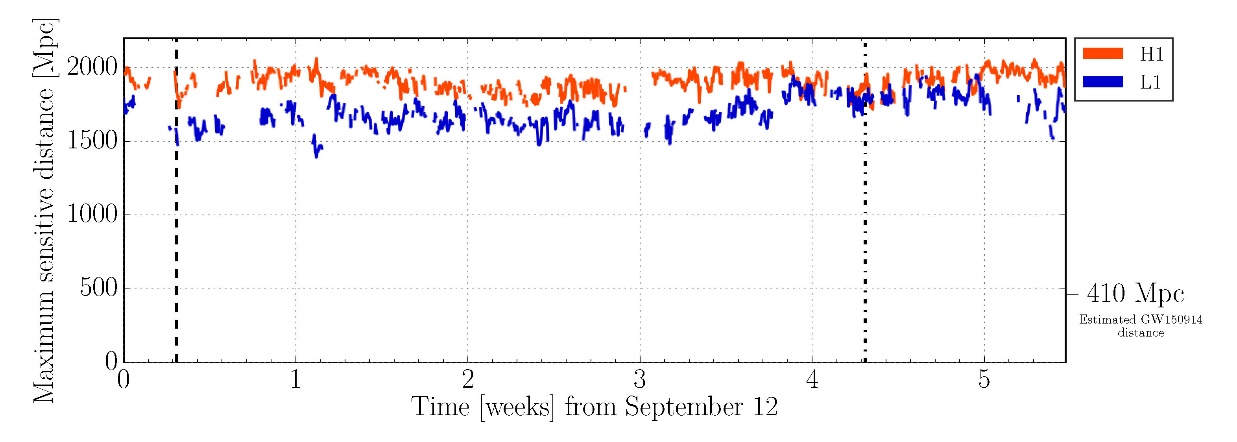 Maximum sensitive distance [Mpc]
2000
1500
1000
500
0
0 1 2 3 4 5
Time [weeks] from September 12
H1
L1
410 Mpc
Estimated GW150914
distance